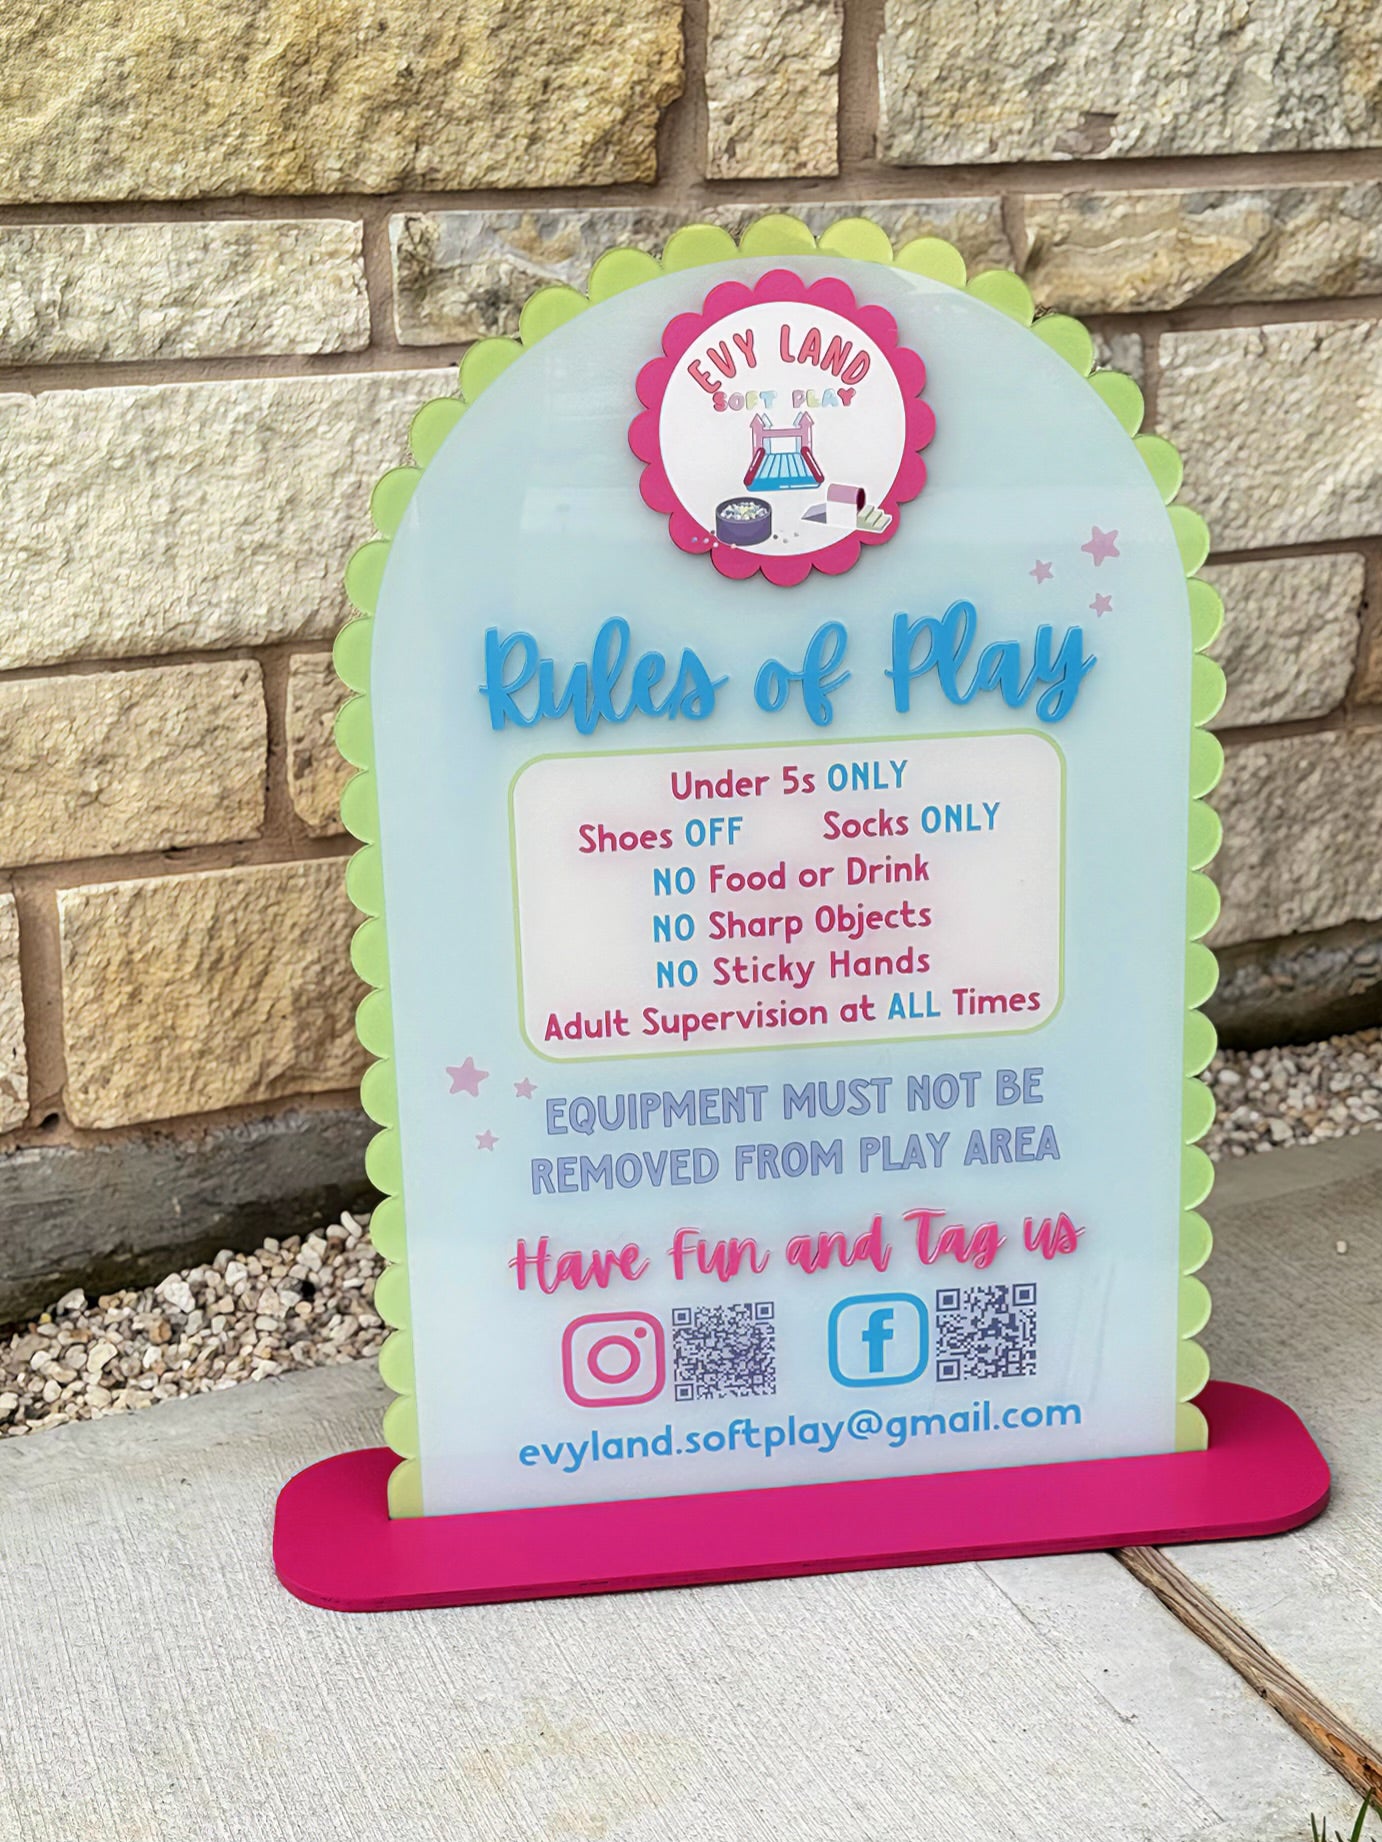 EVY LAND
SOFT PLAY
Rules of Play
Under 5s ONLY
Shoes OFF Socks ONLY
NO Food or Drink
NO Sharp Objects
NO Sticky Hands
Adult Supervision at ALL Times
EQUIPMENT MUST NOT BE
REMOVED FROM PLAY AREA
Have Fun and Tag us
evyland.softplay@gmail.com